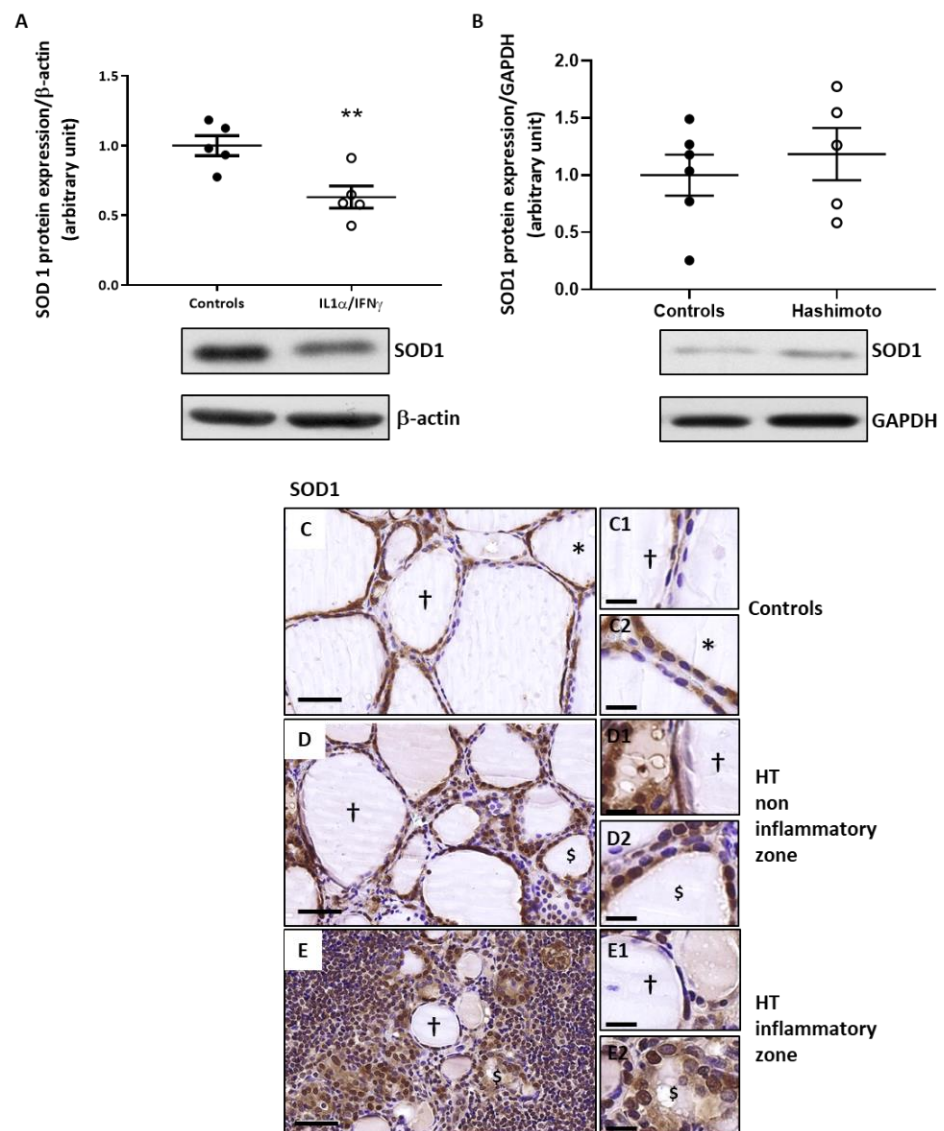 A
SOD 1 protein expression/β-actin
(arbitrary unit)
1.5
1.0
0.5
0.0
**
Controls
IL1α/IFNγ
SOD1
β-actin
B
SOD1 protein expression/GAPDH
(arbitrary unit)
2.0
1.5
1.0
0.5
0.0
Controls
Hashimoto
SOD1
GAPDH
SOD1
C
†
*
C1
†
C2
*
Controls
D
†
$
D1
†
D2
$
HT
non
inflammatory
zone
E
†
$
E1
†
E2
$
HT
inflammatory
zone